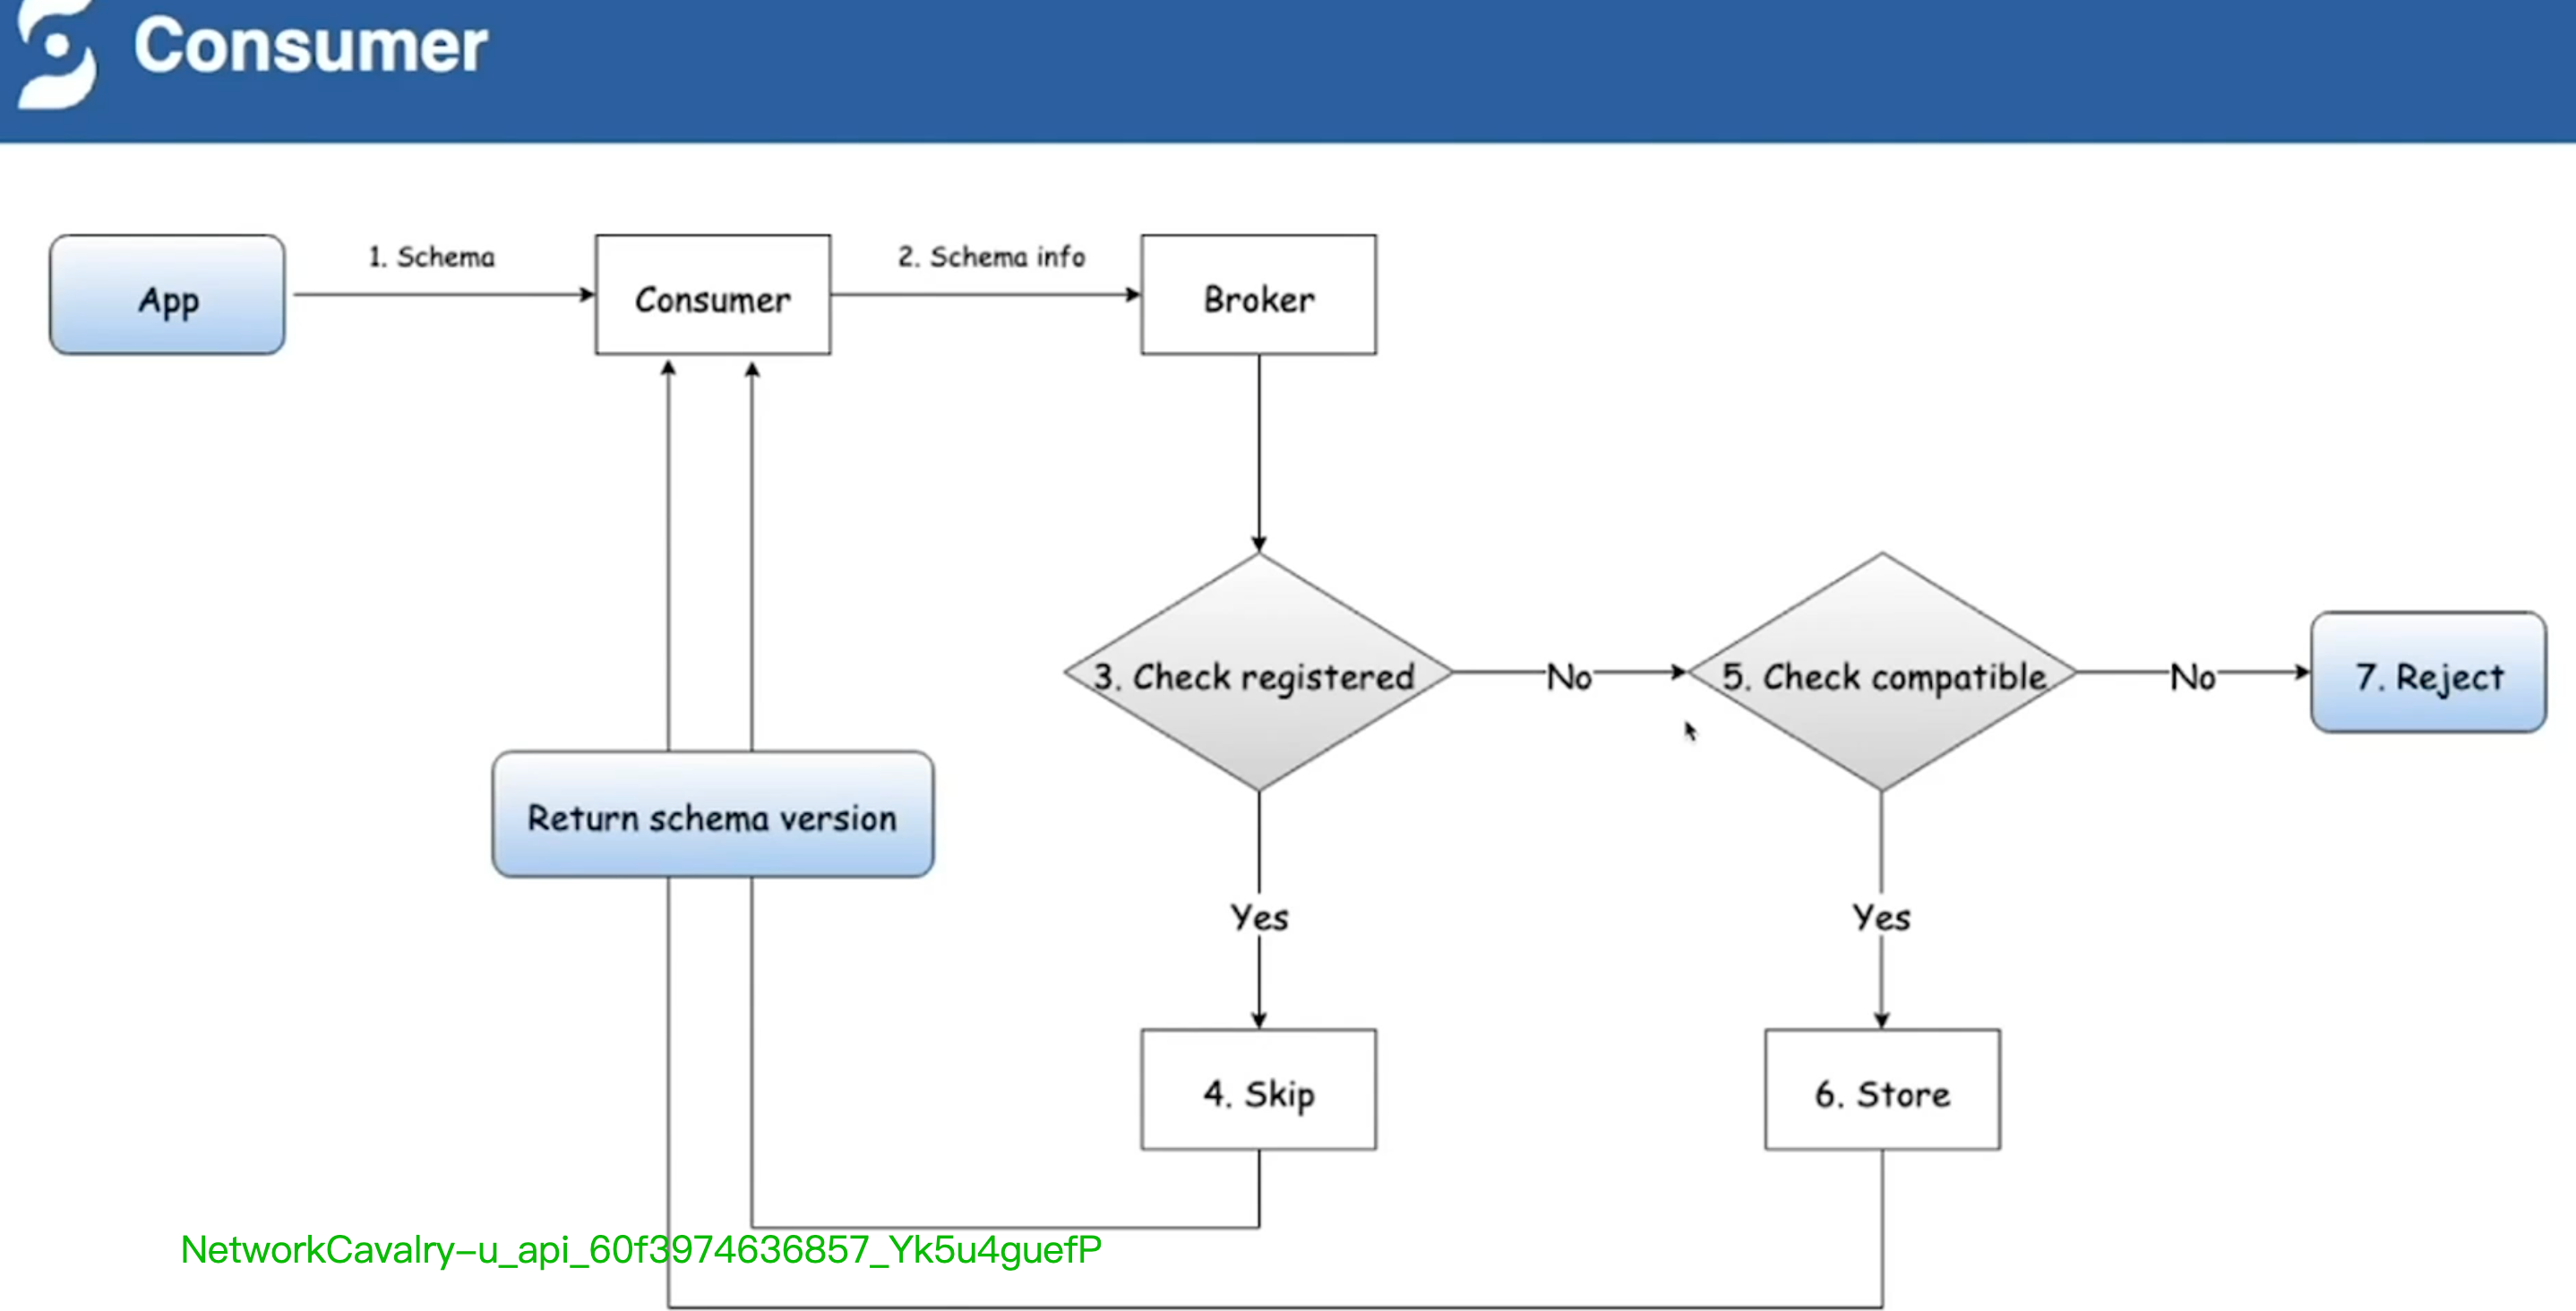 Consumer
1. Schema
2. Schema info
App
Consumer
Broker
3. Check registered
No
5. Check compatible
No
7. Reject
Return schema version
Yes
Yes
4. Skip
6. Store
NetworkCavalry-u_api_60f3974636857_Yk5u4guefP